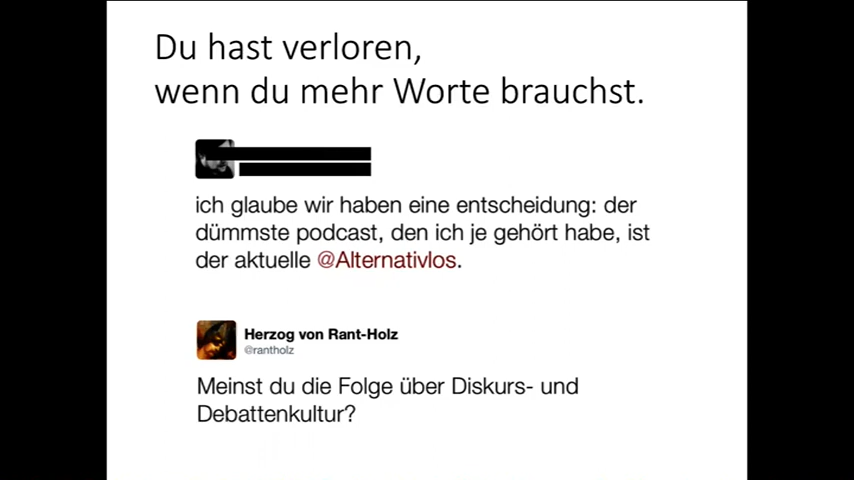 Du hast verloren,
wenn du mehr Worte brauchst.
ich glaube wir haben eine entscheidung: der
dümmste podcast, den ich je gehört habe, ist
der aktuelle @Alternativlos.
Herzog von Rant-Holz
@rantholz
Meinst du die Folge über Diskurs- und
Debattenkultur?